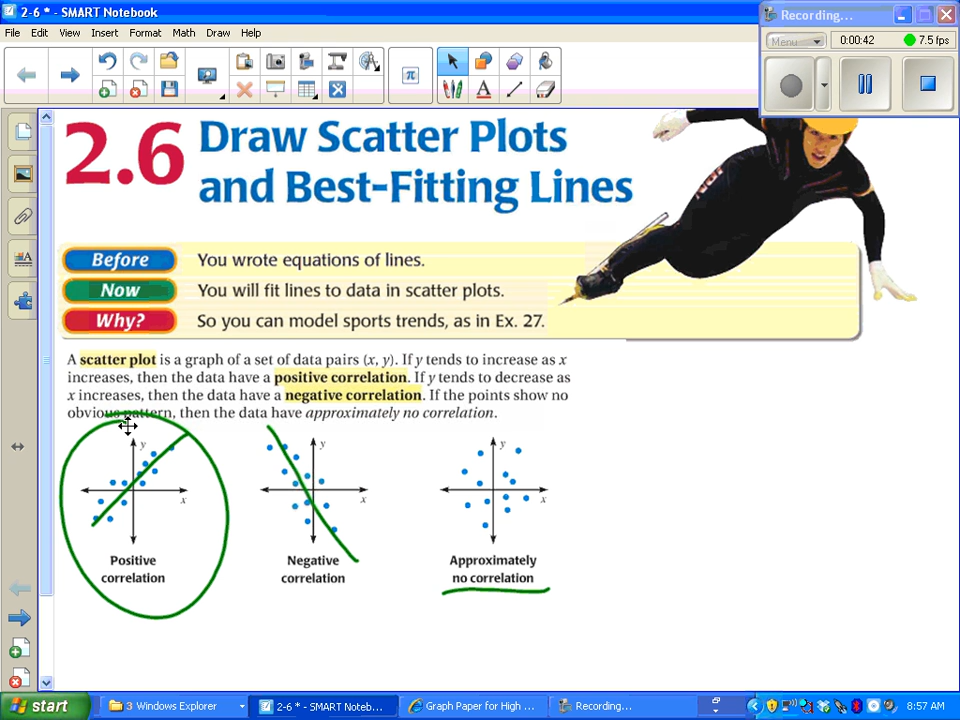 2-6 * - SMART Notebook
Recording...
File Edit View Insert Format Math Draw Help
Menu
0:00:42
7.5 fps
π
A
2.6 Draw Scatter Plots
and Best-Fitting Lines
Before You wrote equations of lines.
Now You will fit lines to data in scatter plots.
Why? So you can model sports trends, as in Ex. 27.
A scatter plot is a graph of a set of data pairs (x, y). If y tends to increase as x
increases, then the data have a positive correlation. If y tends to decrease as
x increases, then the data have a negative correlation. If the points show no
obvious pattern, then the data have approximately no correlation.
y y y
x x x
Positive
correlation
Negative
correlation
Approximately
no correlation
start
3 Windows Explorer
2-6 * - SMART Noteb...
Graph Paper for High ...
Recording...
8:57 AM